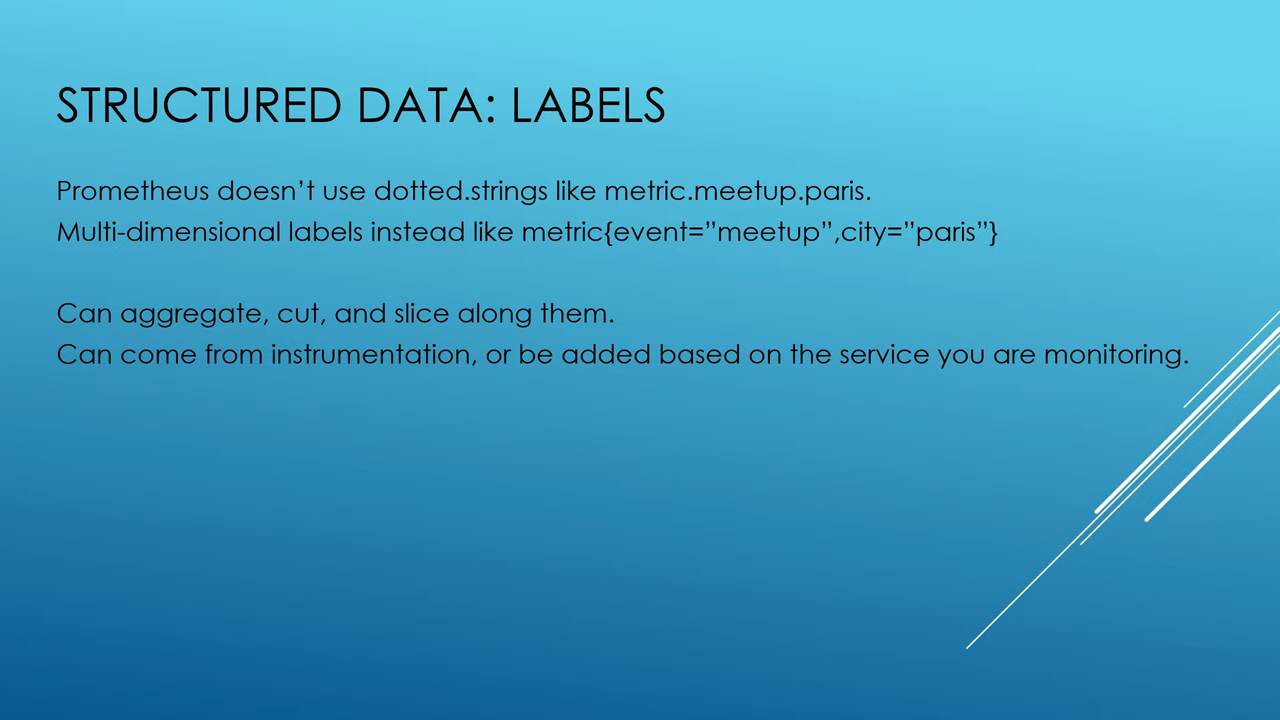 STRUCTURED DATA: LABELS
Prometheus doesn’t use dotted.strings like metric.meetup.paris.
Multi-dimensional labels instead like metric{event=”meetup”,city=”paris”}
Can aggregate, cut, and slice along them.
Can come from instrumentation, or be added based on the service you are monitoring.